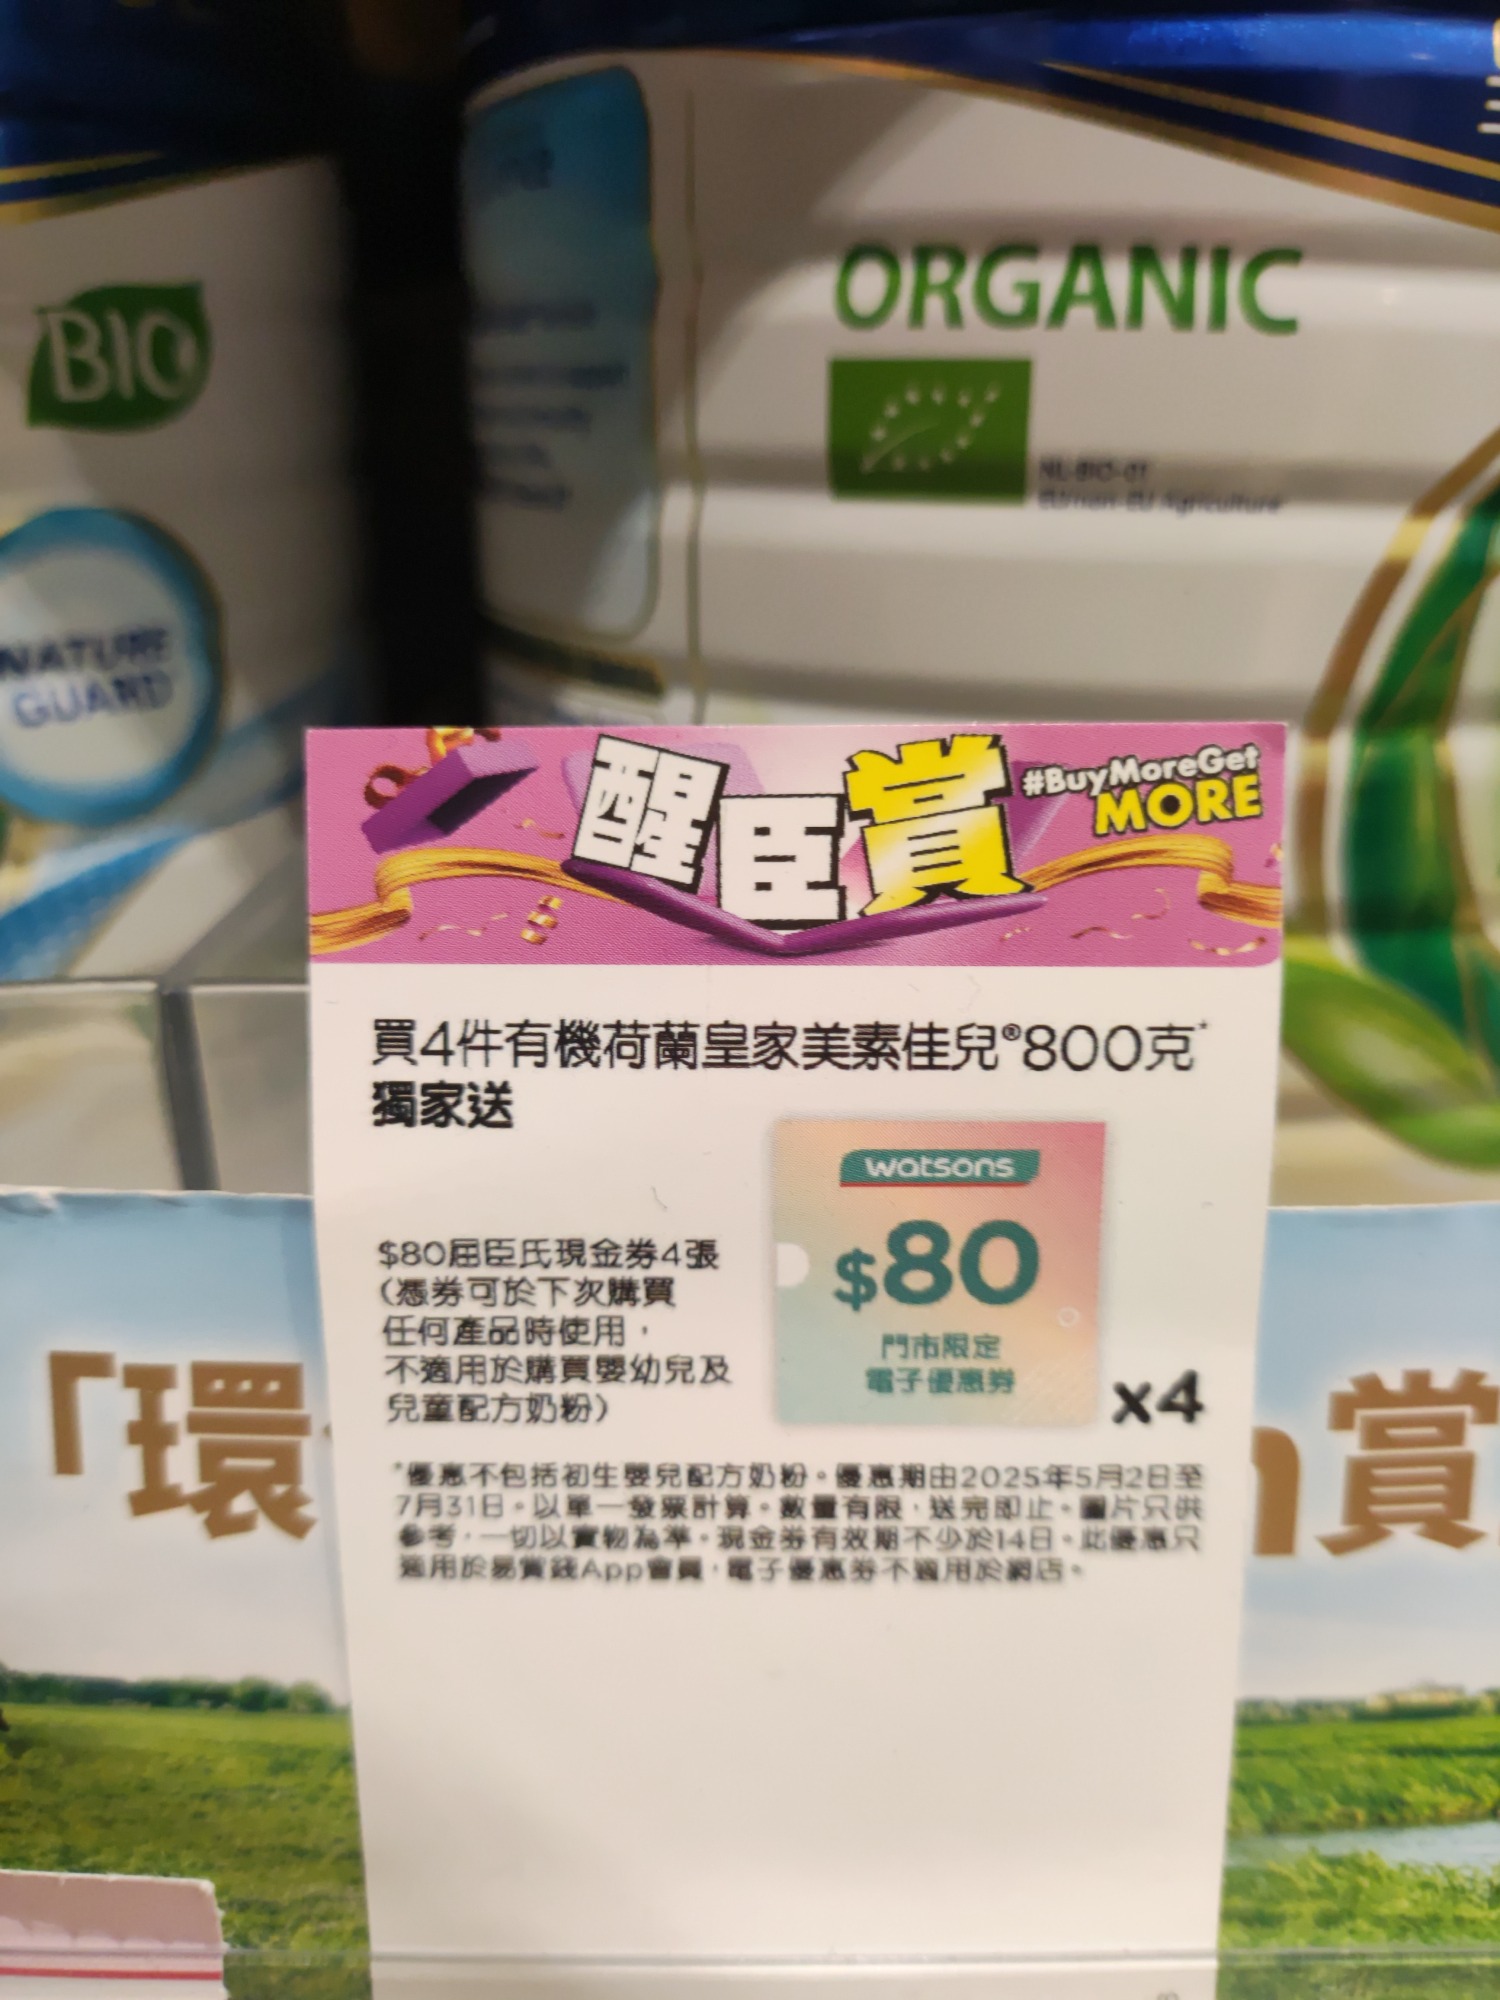 BIO
NATURE
GUARD
ORGANIC
NL-BIO-01
EU/non-EU Agriculture
醒臣賞
#BuyMoreGet
MORE
買4件有機荷蘭皇家美素佳兒®800克*
獨家送
watsons
$80
門市限定
電子優惠券
x4
$80屈臣氏現金券4張
(憑券可於下次購買
任何產品時使用，
不適用於購買嬰幼兒及
兒童配方奶粉)
*優惠不包括初生嬰兒配方奶粉。優惠期由2025年5月2日至
7月31日。以單一發票計算。數量有限，送完即止。圖片只供
參考，一切以實物為準。現金券有效期不少於14日。此優惠只
適用於易賞錢App會員，電子優惠券不適用於網店。
「環
賞